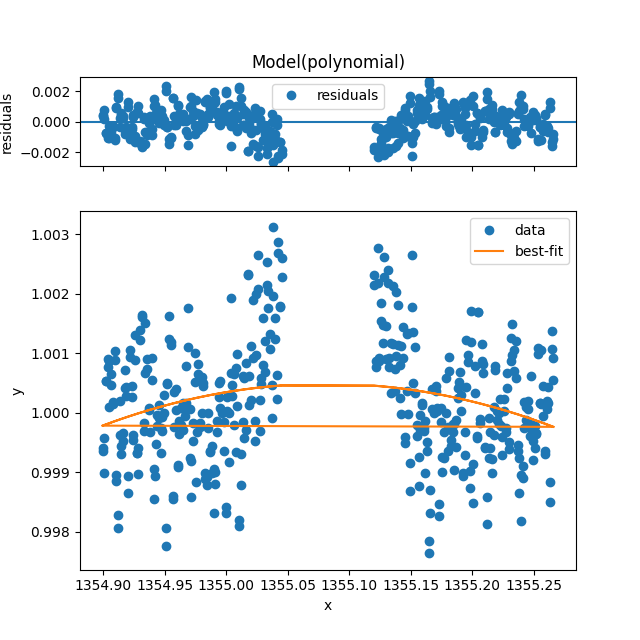 Model(polynomial)
residuals
0.002
0.000
−0.002
residuals
y
1.003
1.002
1.001
1.000
0.999
0.998
data
best-fit
1354.90 1354.95 1355.00 1355.05 1355.10 1355.15 1355.20 1355.25
x